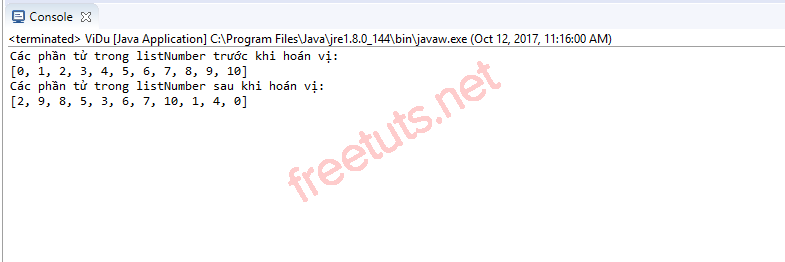 Console
<terminated> ViDu [Java Application] C:\Program Files\Java\jre1.8.0_144\bin\javaw.exe (Oct 12, 2017, 11:16:00 AM)
Các phần tử trong listNumber trước khi hoán vị:
[0, 1, 2, 3, 4, 5, 6, 7, 8, 9, 10]
Các phần tử trong listNumber sau khi hoán vị:
[2, 9, 8, 5, 3, 6, 7, 10, 1, 4, 0]
freetuts.net